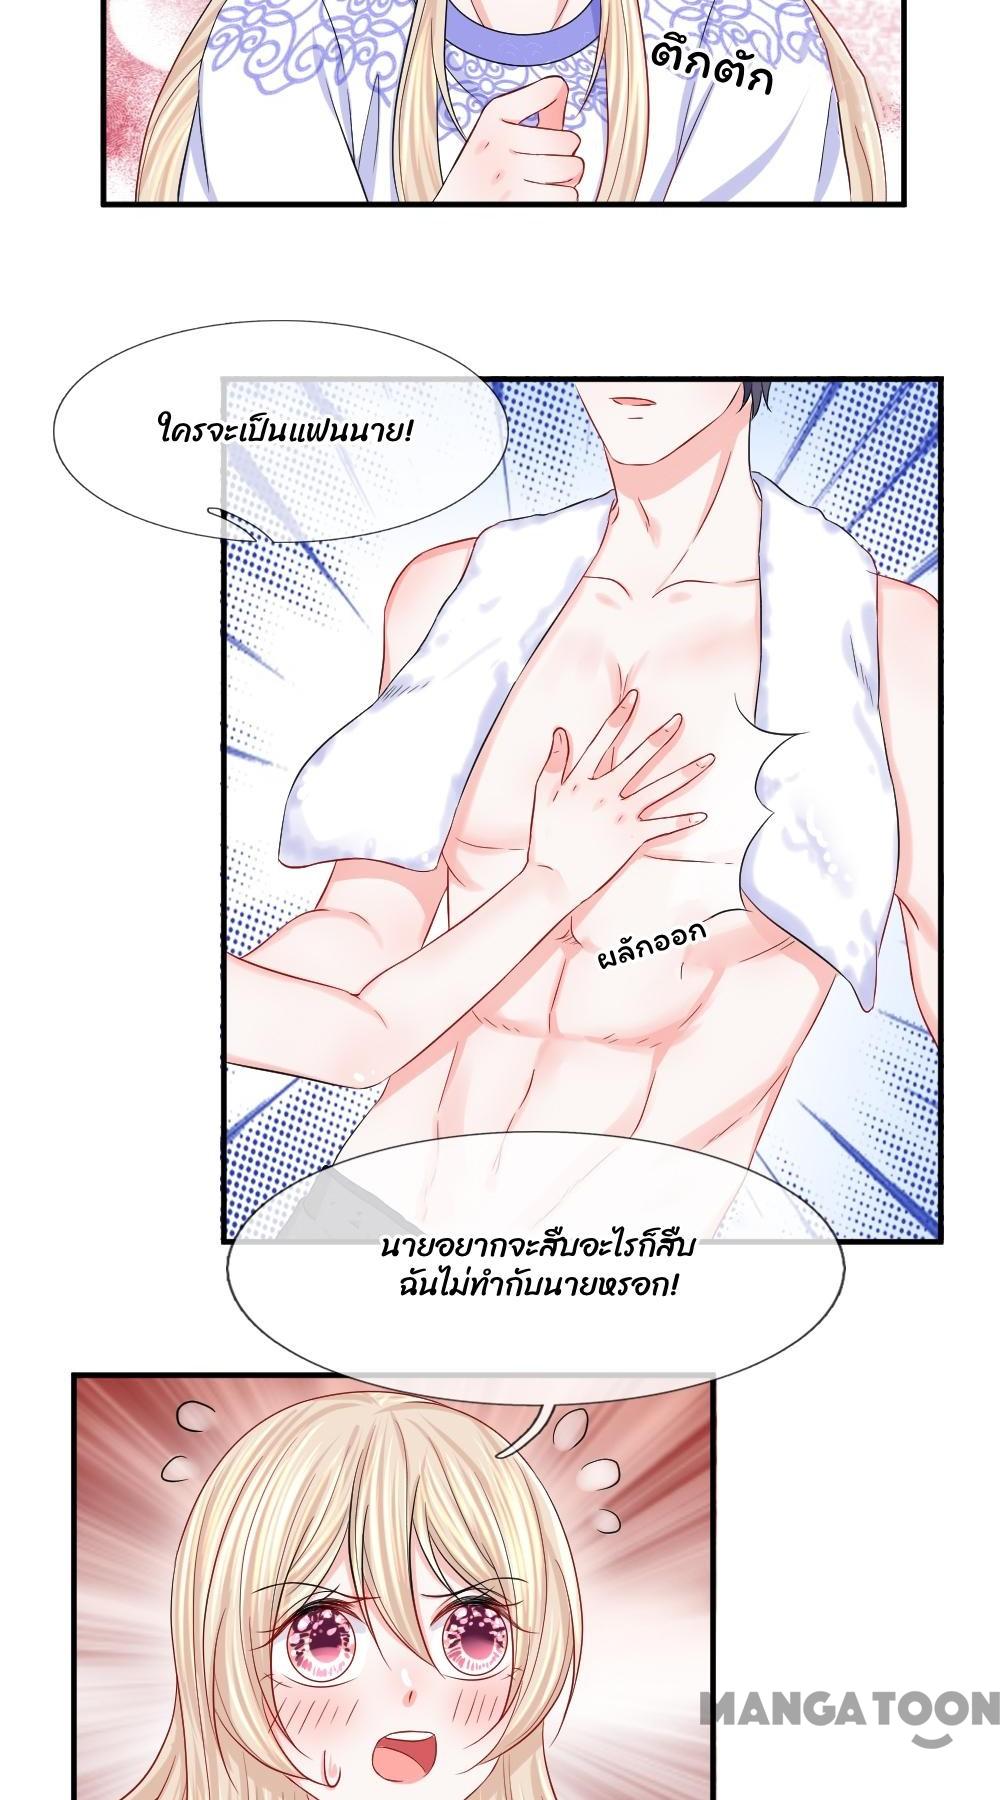 ตึกตัก
ใครจะเป็นแฟนนาย!
ผลักออก
นายอยากจะสืบอะไรก็สืบ
ฉันไม่ทำกับนายหรอก!
MANGATOON